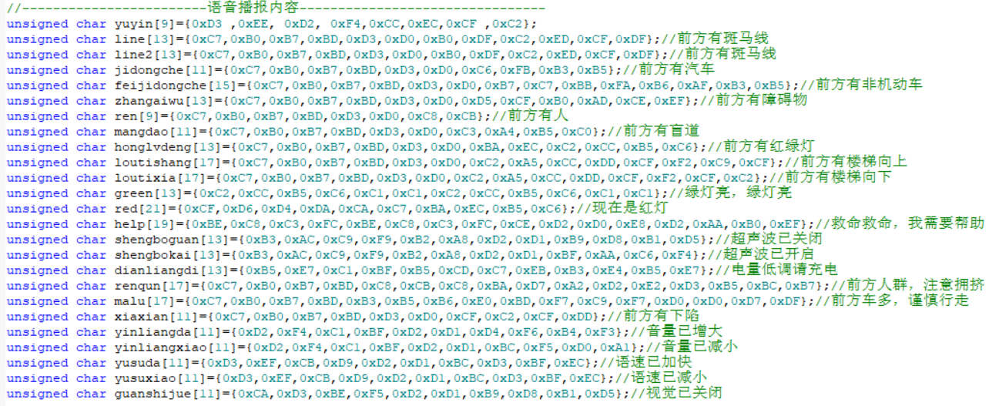 //------------------------语音播报内容--------------------------------
unsigned char yuyin[9]={0xD3 ,0xEE, 0xD2, 0xF4,0xCC,0xEC,0xCF ,0xC2};
unsigned char line[13]={0xC7,0xB0,0xB7,0xBD,0xD3,0xD0,0xB0,0xDF,0xC2,0xED,0xCF,0xDF};//前方有斑马线
unsigned char line2[13]={0xC7,0xB0,0xB7,0xBD,0xD3,0xD0,0xB0,0xDF,0xC2,0xED,0xCF,0xDF};//前方有斑马线
unsigned char jidongche[11]={0xC7,0xB0,0xB7,0xBD,0xD3,0xD0,0xC6,0xFB,0xB3,0xB5};//前方有汽车
unsigned char feijidongche[15]={0xC7,0xB0,0xB7,0xBD,0xD3,0xD0,0xB7,0xC7,0xBB,0xFA,0xB6,0xAF,0xB3,0xB5};//前方有非机动车
unsigned char zhangaiwu[13]={0xC7,0xB0,0xB7,0xBD,0xD3,0xD0,0xD5,0xCF,0xB0,0xAD,0xCE,0xEF};//前方有障碍物
unsigned char ren[9]={0xC7,0xB0,0xB7,0xBD,0xD3,0xD0,0xC8,0xCB};//前方有人
unsigned char mangdao[11]={0xC7,0xB0,0xB7,0xBD,0xD3,0xD0,0xC3,0xA4,0xB5,0xC0};//前方有盲道
unsigned char honglvdeng[13]={0xC7,0xB0,0xB7,0xBD,0xD3,0xD0,0xBA,0xEC,0xC2,0xCC,0xB5,0xC6};//前方有红绿灯
unsigned char loutishang[17]={0xC7,0xB0,0xB7,0xBD,0xD3,0xD0,0xC2,0xA5,0xCC,0xDD,0xCF,0xF2,0xC9,0xCF};//前方有楼梯向上
unsigned char loutixia[17]={0xC7,0xB0,0xB7,0xBD,0xD3,0xD0,0xC2,0xA5,0xCC,0xDD,0xCF,0xF2,0xCF,0xC2};//前方有楼梯向下
unsigned char green[13]={0xC2,0xCC,0xB5,0xC6,0xC1,0xC1,0xC2,0xCC,0xB5,0xC6,0xC1,0xC1};//绿灯亮，绿灯亮
unsigned char red[21]={0xCF,0xD6,0xD4,0xDA,0xCA,0xC7,0xBA,0xEC,0xB5,0xC6};//现在是红灯
unsigned char help[19]={0xBE,0xC8,0xC3,0xFC,0xBE,0xC8,0xC3,0xFC,0xCE,0xD2,0xD0,0xE8,0xD2,0xAA,0xB0,0xEF};//救命救命，我需要帮助
unsigned char shengboguan[13]={0xB3,0xAC,0xC9,0xF9,0xB2,0xA8,0xD2,0xD1,0xB9,0xD8,0xB1,0xD5};//超声波已关闭
unsigned char shengbokai[13]={0xB3,0xAC,0xC9,0xF9,0xB2,0xA8,0xD2,0xD1,0xBF,0xAA,0xC6,0xF4};//超声波已开启
unsigned char dianliangdi[13]={0xB5,0xE7,0xC1,0xBF,0xB5,0xCD,0xC7,0xEB,0xB3,0xE4,0xB5,0xE7};//电量低调请充电
unsigned char renqun[17]={0xC7,0xB0,0xB7,0xBD,0xC8,0xCB,0xC8,0xBA,0xD7,0xA2,0xD2,0xE2,0xD3,0xB5,0xBC,0xB7};//前方人群，注意拥挤
unsigned char malu[17]={0xC7,0xB0,0xB7,0xBD,0xB3,0xB5,0xB6,0xE0,0xBD,0xF7,0xC9,0xF7,0xD0,0xD0,0xD7,0xDF};//前方车多，谨慎行走
unsigned char xiaxian[11]={0xC7,0xB0,0xB7,0xBD,0xD3,0xD0,0xCF,0xC2,0xCF,0xDD};//前方有下陷
unsigned char yinliangda[11]={0xD2,0xF4,0xC1,0xBF,0xD2,0xD1,0xD4,0xF6,0xB4,0xF3};//音量已增大
unsigned char yinliangxiao[11]={0xD2,0xF4,0xC1,0xBF,0xD2,0xD1,0xBC,0xF5,0xD0,0xA1};//音量已减小
unsigned char yusuda[11]={0xD3,0xEF,0xCB,0xD9,0xD2,0xD1,0xBC,0xD3,0xBF,0xEC};//语速已加快
unsigned char yusuxiao[11]={0xD3,0xEF,0xCB,0xD9,0xD2,0xD1,0xBC,0xD3,0xBF,0xEC};//语速已减小
unsigned char guanshijue[11]={0xCA,0xD3,0xBE,0xF5,0xD2,0xD1,0xB9,0xD8,0xB1,0xD5};//视觉已关闭